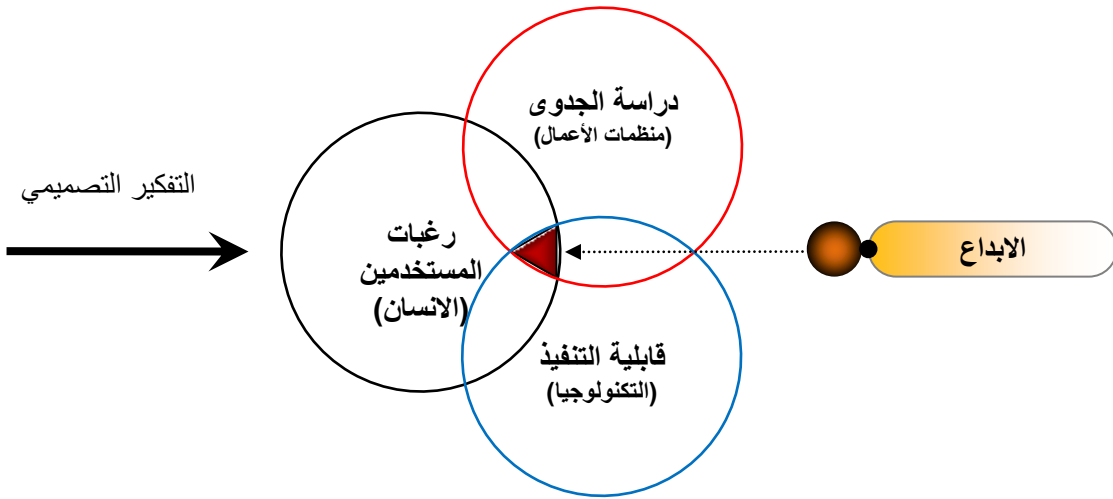 دراسة الجدوى
(منظمات الأعمال)
التفكير التصميمي
رغبات
المستخدمين
(الانسان)
الابداع
قابلية التنفيذ
(التكنولوجيا)